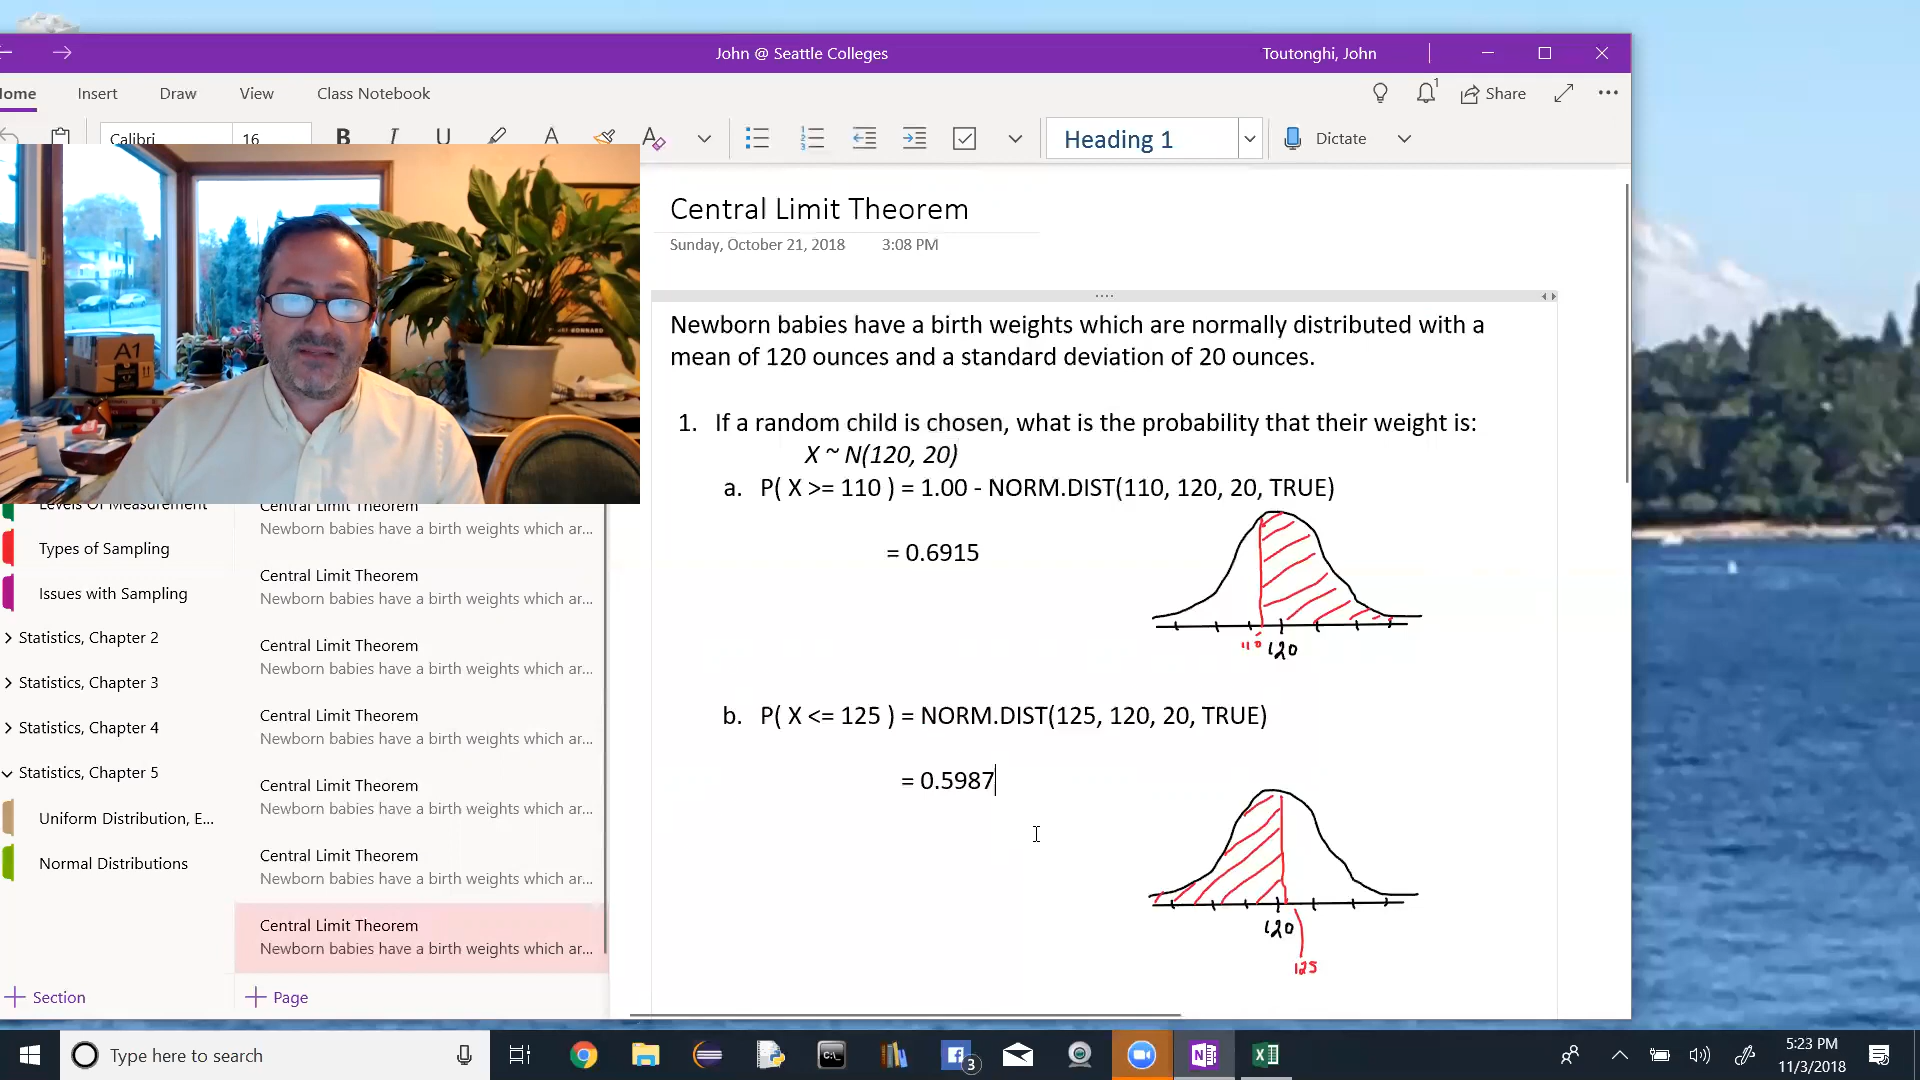 John @ Seattle Colleges
Toutonghi, John
Home
Insert
Draw
View
Class Notebook
1
Share
Calibri
16
B
I
U
A
A
Heading 1
Dictate
A1
BONNARD
Central Limit Theorem
Sunday, October 21, 2018 3:08 PM
Newborn babies have a birth weights which are normally distributed with a
mean of 120 ounces and a standard deviation of 20 ounces.
1. If a random child is chosen, what is the probability that their weight is:
X ~ N(120, 20)
a. P( X >= 110 ) = 1.00 - NORM.DIST(110, 120, 20, TRUE)
= 0.6915
110
120
b. P( X <= 125 ) = NORM.DIST(125, 120, 20, TRUE)
= 0.5987
120
125
Levels Of Measurement
Types of Sampling
Issues with Sampling
Statistics, Chapter 2
Statistics, Chapter 3
Statistics, Chapter 4
Statistics, Chapter 5
Uniform Distribution, E...
Normal Distributions
Section
Central Limit Theorem
Newborn babies have a birth weights which ar...
Central Limit Theorem
Newborn babies have a birth weights which ar...
Central Limit Theorem
Newborn babies have a birth weights which ar...
Central Limit Theorem
Newborn babies have a birth weights which ar...
Central Limit Theorem
Newborn babies have a birth weights which ar...
Central Limit Theorem
Newborn babies have a birth weights which ar...
Central Limit Theorem
Newborn babies have a birth weights which ar...
Page
Type here to search
3
5:23 PM
11/3/2018